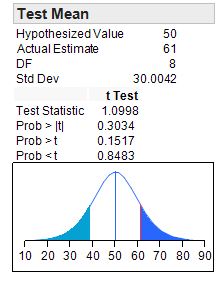 Test Mean
Hypothesized Value 50
Actual Estimate 61
DF 8
Std Dev 30.0042
t Test
Test Statistic 1.0998
Prob > |t| 0.3034
Prob > t 0.1517
Prob < t 0.8483
10 20 30 40 50 60 70 80 90